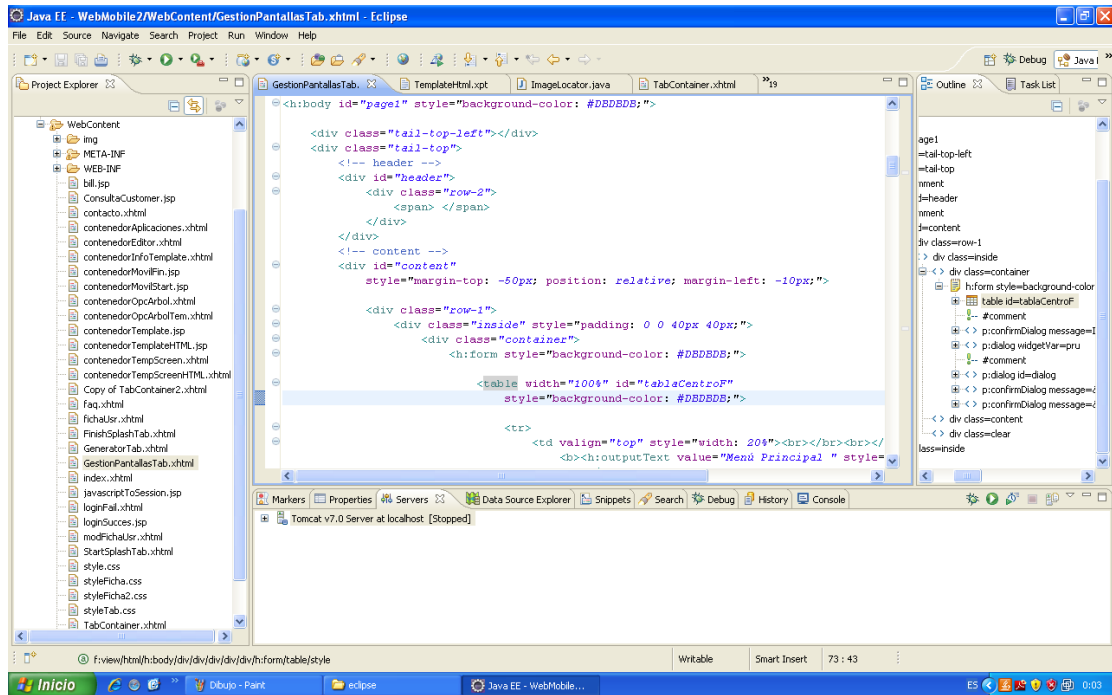 Java EE - WebMobile2/WebContent/GestionPantallasTab.xhtml - Eclipse
File Edit Source Navigate Search Project Run Window Help
Debug Java »
Project Explorer
WebContent
img
META-INF
WEB-INF
bill.jsp
ConsultaCustomer.jsp
contacto.xhtml
contenedorAplicaciones.xhtml
contenedorEditor.xhtml
contenedorInfoTemplate.xhtml
contenedorMovilFin.jsp
contenedorMovilStart.jsp
contenedorOpcArbol.xhtml
contenedorOpcArbolTem.xhtml
contenedorTemplate.jsp
contenedorTemplateHTML.jsp
contenedorTempScreen.xhtml
contenedorTempScreenHTML.xhtml
Copy of TabContainer2.xhtml
faq.xhtml
fichaUsr.xhtml
FinishSplashTab.xhtml
GeneratorTab.xhtml
GestionPantallasTab.xhtml
index.xhtml
javascriptToSession.jsp
loginFail.xhtml
loginSucces.jsp
modFichaUsr.xhtml
StartSplashTab.xhtml
style.css
styleFicha.css
styleFicha2.css
styleTab.css
TabContainer.xhtml
GestionPantallasTab. TemplateHtml.xpt ImageLocator.java TabContainer.xhtml »19
<h:body id="page1" style="background-color: #DBDBDB;">
<div class="tail-top-left"></div>
<div class="tail-top">
<!-- header -->
<div id="header">
<div class="row-2">
<span> </span>
</div>
</div>
<!-- content -->
<div id="content"
style="margin-top: -50px; position: relative; margin-left: -10px;">
<div class="row-1">
<div class="inside" style="padding: 0 0 40px 40px;">
<div class="container">
<h:form style="background-color: #DBDBDB;">
<table width="100%" id="tablaCentroF"
style="background-color: #DBDBDB;">
<tr>
<td valign="top" style="width: 20%"><br></br><br></
<b><h:outputText value="Menú Principal " style=
Outline Task List
age1
=tail-top-left
=tail-top
nment
d=header
nment
d=content
div class=row-1
div class=inside
div class=container
h:form style=background-color
table id=tablaCentroF
#comment
p:confirmDialog message=I
p:dialog widgetVar=pru
#comment
p:dialog id=dialog
p:confirmDialog message=¿
p:confirmDialog message=¿
div class=content
div class=clear
lass=inside
Markers Properties Servers Data Source Explorer Snippets Search Debug History Console
Tomcat v7.0 Server at localhost [Stopped]
f:view/html/h:body/div/div/div/div/div/h:form/table/style Writable Smart Insert 73 : 43
Inicio » Dibujo - Paint eclipse Java EE - WebMobile... ES 0:03